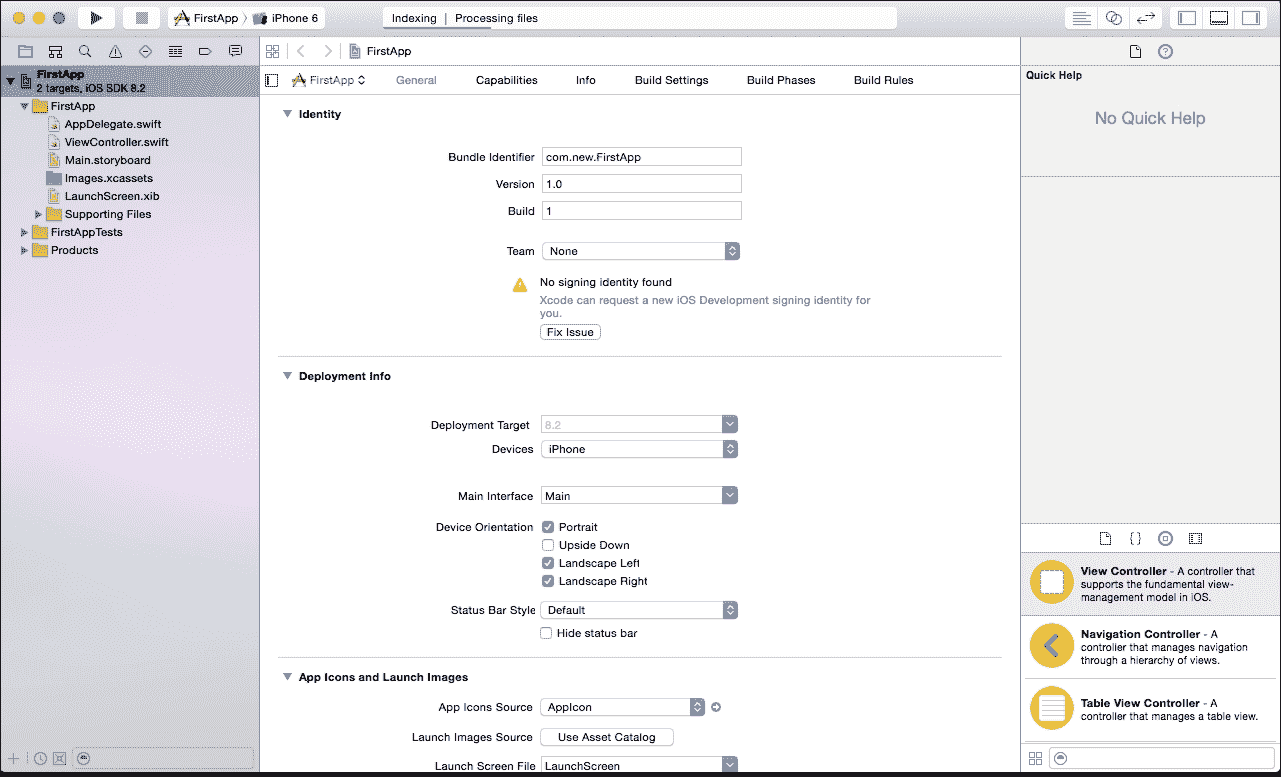 FirstApp
iPhone 6
Indexing | Processing files
FirstApp
FirstApp
2 targets, iOS SDK 8.2
FirstApp
AppDelegate.swift
ViewController.swift
Main.storyboard
Images.xcassets
LaunchScreen.xib
Supporting Files
FirstAppTests
Products
FirstApp
General
Capabilities
Info
Build Settings
Build Phases
Build Rules
Identity
Bundle Identifier
com.new.FirstApp
Version
1.0
Build
1
Team
None
No signing identity found
Xcode can request a new iOS Development signing identity for
you.
Fix Issue
Deployment Info
Deployment Target
8.2
Devices
iPhone
Main Interface
Main
Device Orientation
Portrait
Upside Down
Landscape Left
Landscape Right
Status Bar Style
Default
Hide status bar
App Icons and Launch Images
App Icons Source
AppIcon
Launch Images Source
Use Asset Catalog
Launch Screen File
LaunchScreen
Quick Help
No Quick Help
View Controller - A controller that
supports the fundamental view-
management model in iOS.
Navigation Controller - A
controller that manages navigation
through a hierarchy of views.
Table View Controller - A
controller that manages a table view.